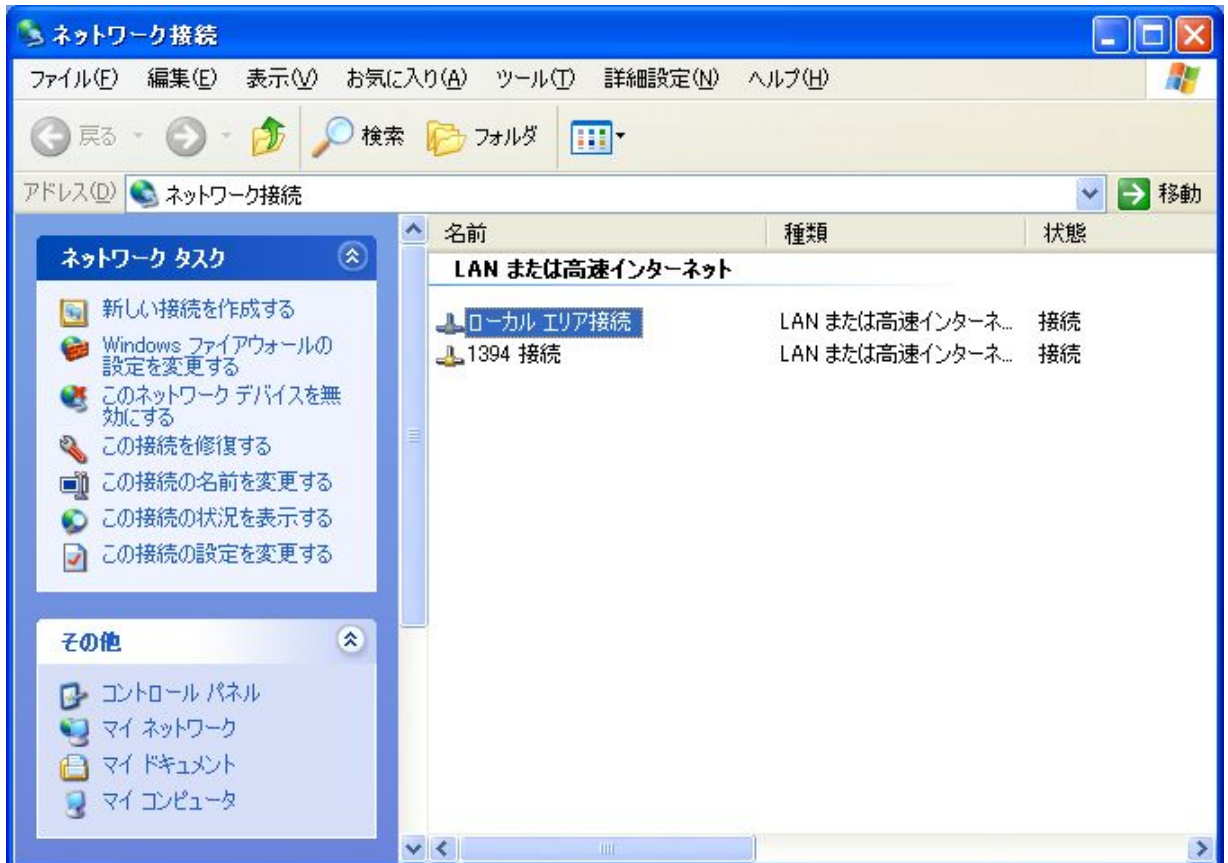 ネットワーク接続
ファイル(F) 編集(E) 表示(V) お気に入り(A) ツール(T) 詳細設定(N) ヘルプ(H)
戻る 検索 フォルダ
アドレス(D) ネットワーク接続 移動
ネットワーク タスク
新しい接続を作成する
Windows ファイアウォールの
設定を変更する
このネットワーク デバイスを無
効にする
この接続を修復する
この接続の名前を変更する
この接続の状況を表示する
この接続の設定を変更する
その他
コントロール パネル
マイ ネットワーク
マイ ドキュメント
マイ コンピュータ
名前 種類 状態
LAN または高速インターネット
ローカル エリア接続 LAN または高速インターネ... 接続
1394 接続 LAN または高速インターネ... 接続